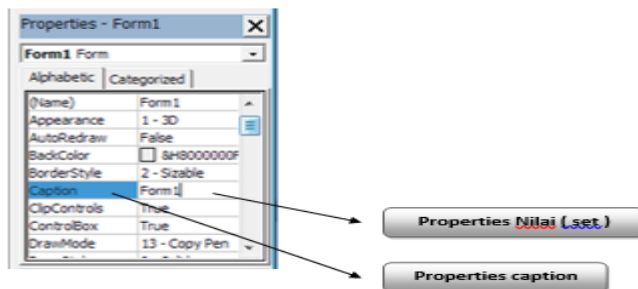 Properties - Form1
Form1 Form
Alphabetic Categorized
(Name) Form1
Appearance 1 - 3D
AutoRedraw False
BackColor &H8000000F
BorderStyle 2 - Sizable
Caption Form1
ClipControls True
ControlBox True
DrawMode 13 - Copy Pen
Properties Nilai ( set )
Properties caption